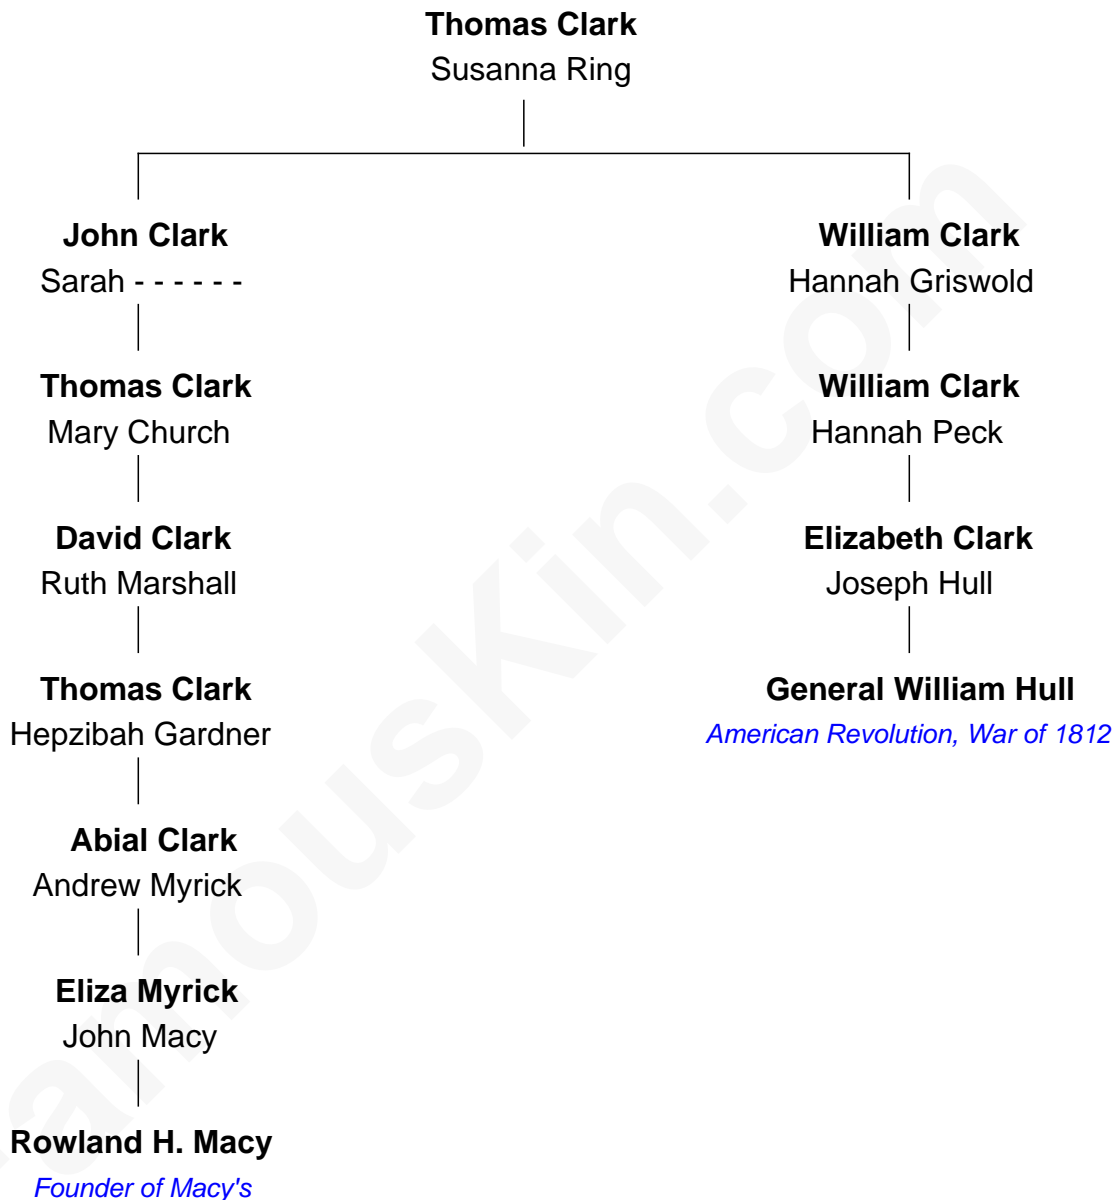 Thomas Clark
Susanna Ring
John Clark
Sarah - - - - - -
William Clark
Hannah Griswold
Thomas Clark
Mary Church
William Clark
Hannah Peck
David Clark
Ruth Marshall
Elizabeth Clark
Joseph Hull
Thomas Clark
Hepzibah Gardner
General William Hull
American Revolution, War of 1812
Abial Clark
Andrew Myrick
Eliza Myrick
John Macy
Rowland H. Macy
Founder of Macy's
famouskin.com